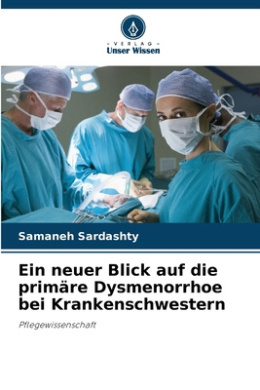 VERLAG
Unser Wissen
Samaneh Sardashty
Ein neuer Blick auf die
primäre Dysmenorrhoe
bei Krankenschwestern
Pflegewissenschaft